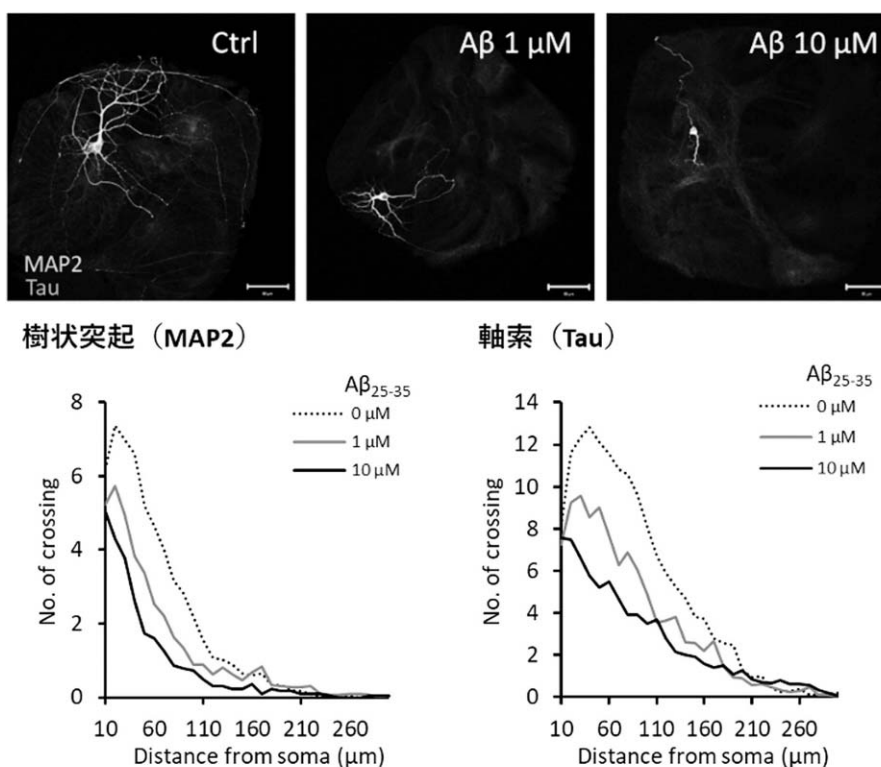 Ctrl
Aβ 1 μM
Aβ 10 μM
MAP2
Tau
樹状突起（MAP2）
Aβ25-35
0 μM
1 μM
10 μM
No. of crossing
8
6
4
2
0
10 60 110 160 210 260
Distance from soma (μm)
軸索（Tau）
Aβ25-35
0 μM
1 μM
10 μM
No. of crossing
14
12
10
8
6
4
2
0
10 60 110 160 210 260
Distance from soma (μm)